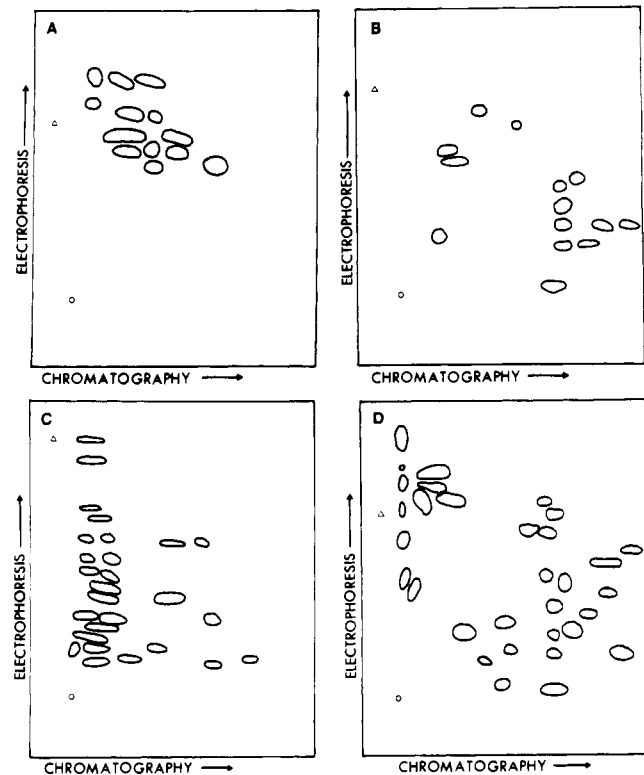 A
B
ELECTROPHORESIS
ELECTROPHORESIS
CHROMATOGRAPHY
CHROMATOGRAPHY
C
D
ELECTROPHORESIS
ELECTROPHORESIS
CHROMATOGRAPHY
CHROMATOGRAPHY